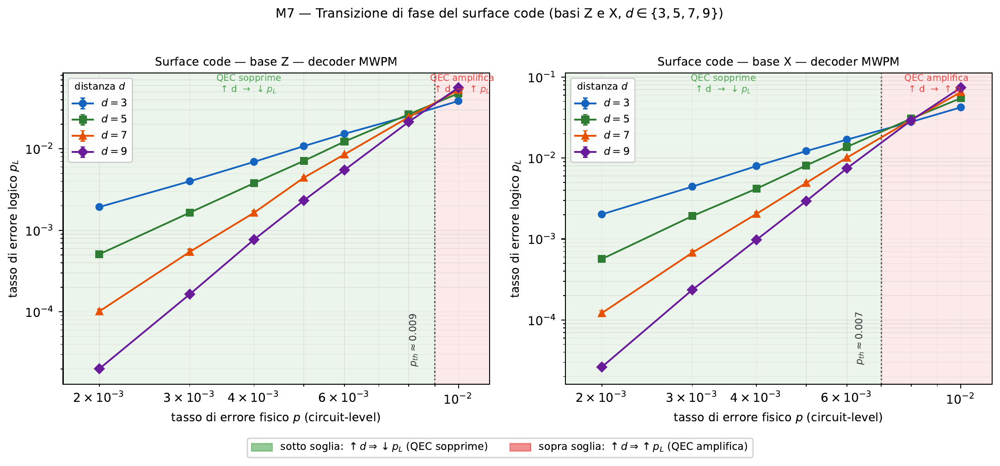 M7 — Transizione di fase del surface code (basi Z e X, d ∈ {3, 5, 7, 9})
Surface code — base Z — decoder MWPM
QEC sopprime
↑ d → ↓ p_L
QEC amplifica
↑ d → ↑ p_L
distanza d
d = 3
d = 5
d = 7
d = 9
10⁻²
10⁻³
10⁻⁴
tasso di errore logico p_L
p_th ≈ 0.009
2 × 10⁻³
3 × 10⁻³
4 × 10⁻³
6 × 10⁻³
10⁻²
tasso di errore fisico p (circuit-level)
Surface code — base X — decoder MWPM
QEC sopprime
↑ d → ↓ p_L
QEC amplifica
↑ d → ↑ p_L
distanza d
d = 3
d = 5
d = 7
d = 9
10⁻¹
10⁻²
10⁻³
10⁻⁴
tasso di errore logico p_L
p_th ≈ 0.007
2 × 10⁻³
3 × 10⁻³
4 × 10⁻³
6 × 10⁻³
10⁻²
tasso di errore fisico p (circuit-level)
sotto soglia: ↑ d ⇒ ↓ p_L (QEC sopprime)
sopra soglia: ↑ d ⇒ ↑ p_L (QEC amplifica)